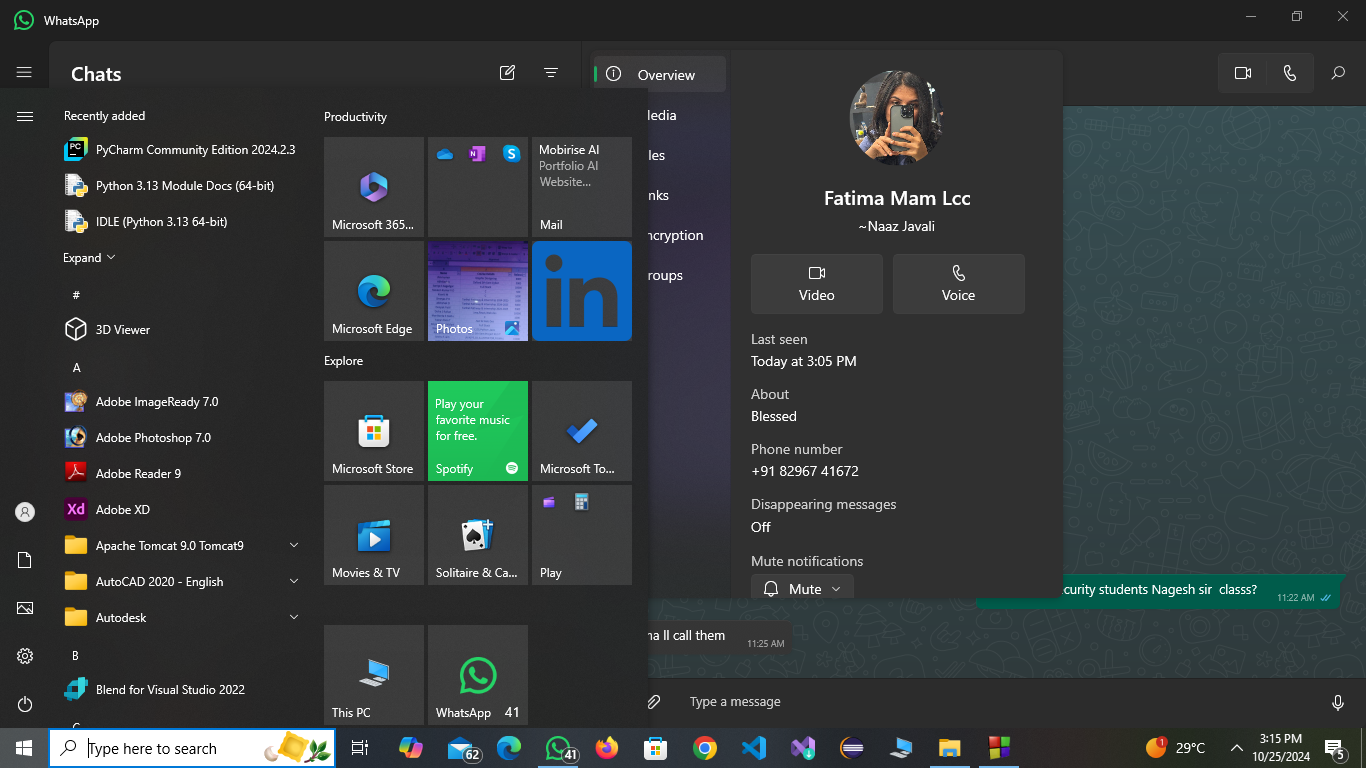 WhatsApp
Chats
Recently added
PyCharm Community Edition 2024.2.3
Python 3.13 Module Docs (64-bit)
IDLE (Python 3.13 64-bit)
Expand
#
3D Viewer
A
Adobe ImageReady 7.0
Adobe Photoshop 7.0
Adobe Reader 9
Xd Adobe XD
Apache Tomcat 9.0 Tomcat9
AutoCAD 2020 - English
Autodesk
B
Blend for Visual Studio 2022
Productivity
Microsoft 365...
Mobirise AI
Portfolio AI
Website...
Mail
Microsoft Edge
Photos
in
Explore
Microsoft Store
Play your
favorite music
for free.
Spotify
Microsoft To...
Movies & TV
Solitaire & Ca...
Play
This PC
WhatsApp 41
Overview
ledia
les
nks
ncryption
roups
Fatima Mam Lcc
~Naaz Javali
Video
Voice
Last seen
Today at 3:05 PM
About
Blessed
Phone number
+91 82967 41672
Disappearing messages
Off
Mute notifications
Mute
curity students Nagesh sir classs?
11:22 AM
na ll call them
11:25 AM
Type a message
Type here to search
62
41
1
29°C
3:15 PM
10/25/2024
5